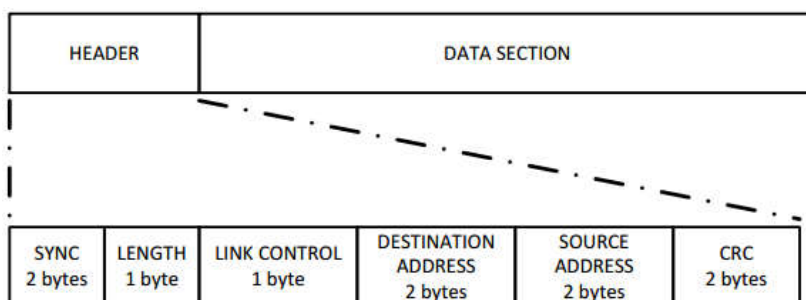 HEADER
DATA SECTION
SYNC
2 bytes
LENGTH
1 byte
LINK CONTROL
1 byte
DESTINATION
ADDRESS
2 bytes
SOURCE
ADDRESS
2 bytes
CRC
2 bytes